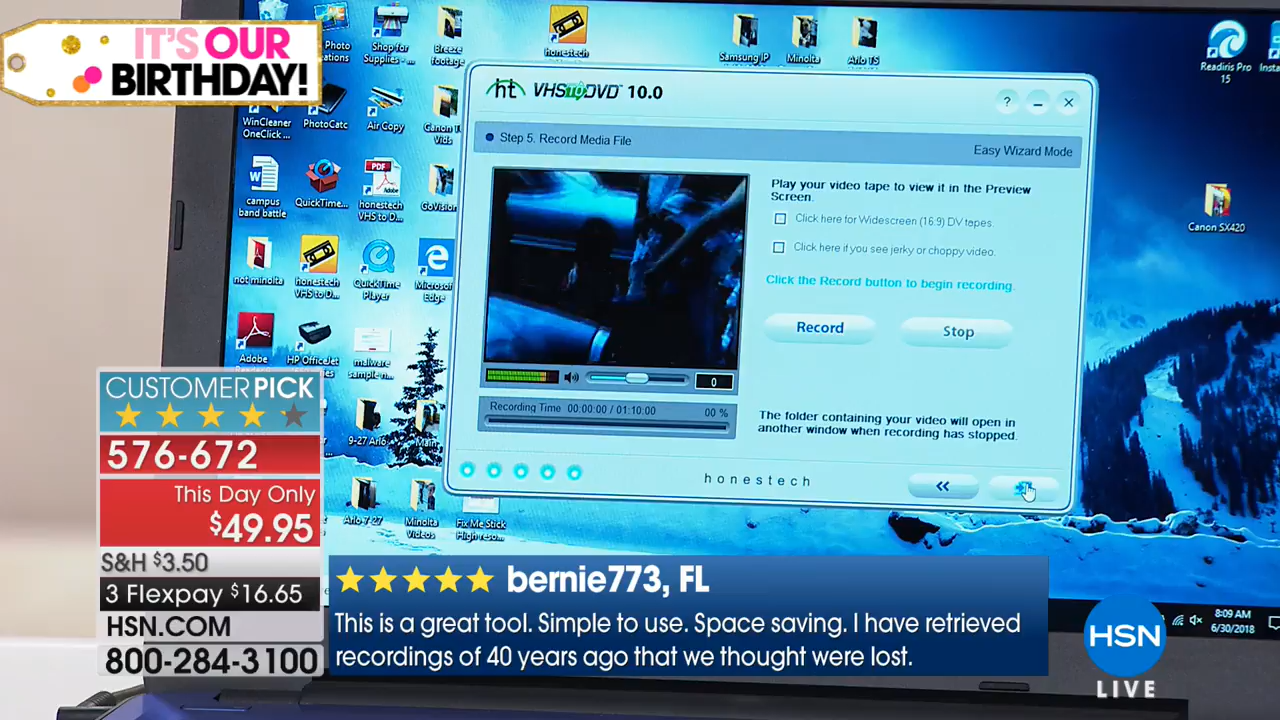 IT'S OUR
BIRTHDAY!
Shop for
Supplies - ...
Breeze
footage
honestech
Samsung IP
Minolta
Arlo TS
Readiris Pro
15
WinCleaner
OneClick ...
PhotoCatc
Air Copy
Canon T
Vids
campus
band battle
QuickTime...
honestech
VHS to D...
GoVision
not minolta
honestech
VHS to D...
QuickTime
Player
Microso
Edge
Adobe
HP OfficeJet
malware
sample n...
9-27 Arlo
Main
Arlo 7-27
Minolta
Videos
Fix Me Stick
High reso...
Canon SX420
ht VHS TO DVD™ 10.0
? – ×
Step 5. Record Media File
Easy Wizard Mode
Play your video tape to view it in the Preview
Screen.
Click here for Widescreen (16:9) DV tapes.
Click here if you see jerky or choppy video.
Click the Record button to begin recording.
Record
Stop
0
Recording Time 00:00:00 / 01:10:00 00 %
The folder containing your video will open in
another window when recording has stopped.
honestech
8:09 AM
6/30/2018
CUSTOMER PICK
576-672
This Day Only
$49.95
S&H $3.50
3 Flexpay $16.65
HSN.COM
800-284-3100
bernie773, FL
This is a great tool. Simple to use. Space saving. I have retrieved
recordings of 40 years ago that we thought were lost.
HSN
LIVE